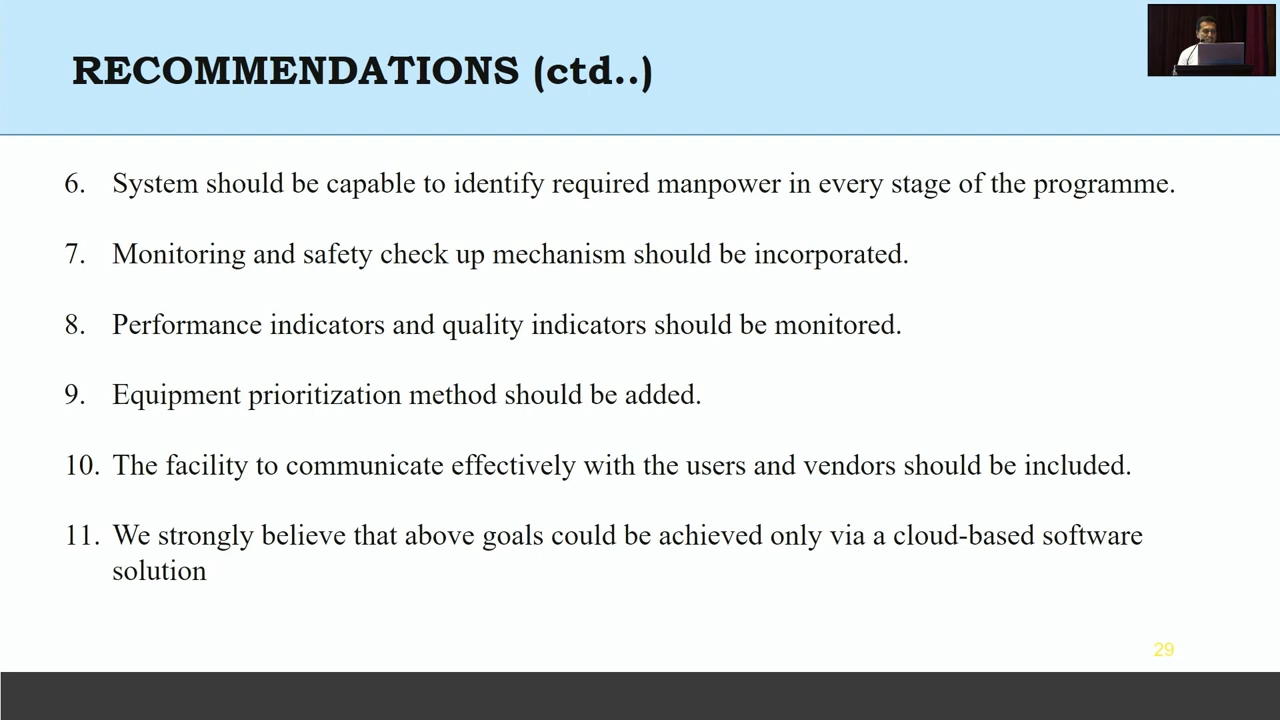 RECOMMENDATIONS (ctd..)
6. System should be capable to identify required manpower in every stage of the programme.
7. Monitoring and safety check up mechanism should be incorporated.
8. Performance indicators and quality indicators should be monitored.
9. Equipment prioritization method should be added.
10. The facility to communicate effectively with the users and vendors should be included.
11. We strongly believe that above goals could be achieved only via a cloud-based software
solution
29